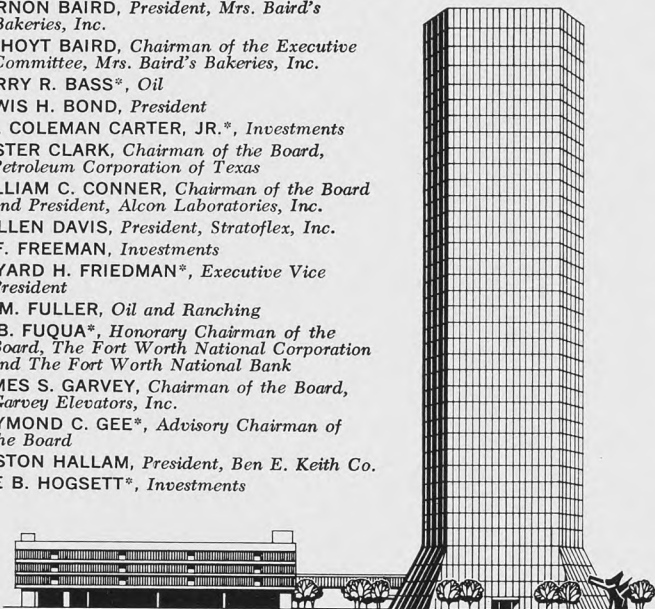 RNON BAIRD, President, Mrs. Baird's
Bakeries, Inc.
HOYT BAIRD, Chairman of the Executive
Committee, Mrs. Baird's Bakeries, Inc.
RRY R. BASS*, Oil
WIS H. BOND, President
. COLEMAN CARTER, JR.*, Investments
STER CLARK, Chairman of the Board,
Petroleum Corporation of Texas
LLIAM C. CONNER, Chairman of the Board
and President, Alcon Laboratories, Inc.
LLEN DAVIS, President, Stratoflex, Inc.
F. FREEMAN, Investments
YARD H. FRIEDMAN*, Executive Vice
President
M. FULLER, Oil and Ranching
B. FUQUA*, Honorary Chairman of the
Board, The Fort Worth National Corporation
and The Fort Worth National Bank
MES S. GARVEY, Chairman of the Board,
Garvey Elevators, Inc.
YMOND C. GEE*, Advisory Chairman of
the Board
STON HALLAM, President, Ben E. Keith Co.
E B. HOGSETT*, Investments